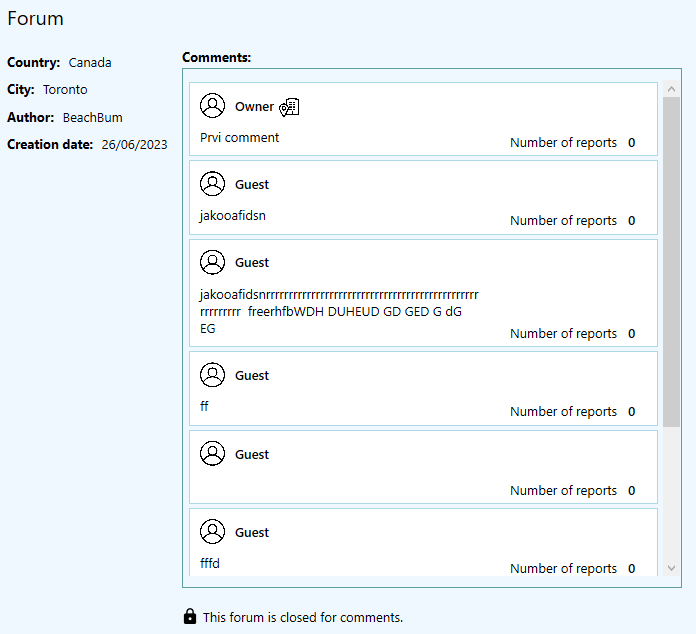 Forum
Country: Canada
City: Toronto
Author: BeachBum
Creation date: 26/06/2023
Comments:
Owner
Prvi comment
Number of reports 0
Guest
jakooafidsn
Number of reports 0
Guest
jakooafidsnrrrrrrrrrrrrrrrrrrrrrrrrrrrrrrrrrrrrrrrrrrrrrrr
rrrrrrrrr freerhfbWDH DUHEUD GD GED G dG
EG
Number of reports 0
Guest
ff
Number of reports 0
Guest
Number of reports 0
Guest
fffd
Number of reports 0
This forum is closed for comments.